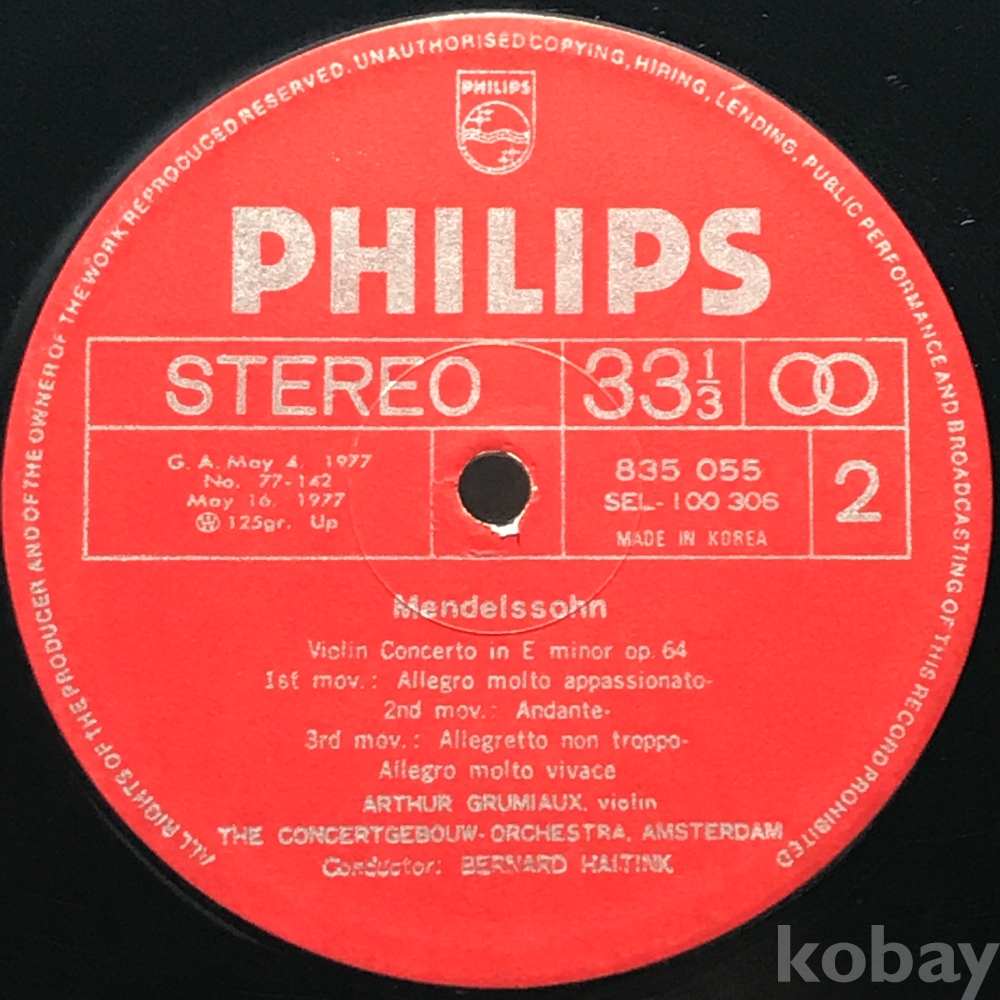 ALL RIGHTS OF THE PRODUCER AND OF THE OWNER OF THE WORK REPRODUCED RESERVED. UNAUTHORISED COPYING, HIRING, LENDING, PUBLIC PERFORMANCE AND BROADCASTING OF THIS RECORD PROHIBITED
PHILIPS
PHILIPS
STEREO 33 1/3
G. A. May 4, 1977
No. 77-142
May 16, 1977
Ⓦ 125gr. Up
835 055
SEL-100 306
MADE IN KOREA
2
Mendelssohn
Violin Concerto in E minor op. 64
1st mov.: Allegro molto appassionato-
2nd mov.: Andante-
3rd mov.: Allegretto non troppo-
Allegro molto vivace
ARTHUR GRUMIAUX, violin
THE CONCERTGEBOUW-ORCHESTRA, AMSTERDAM
Conductor: BERNARD HAITINK
kobay